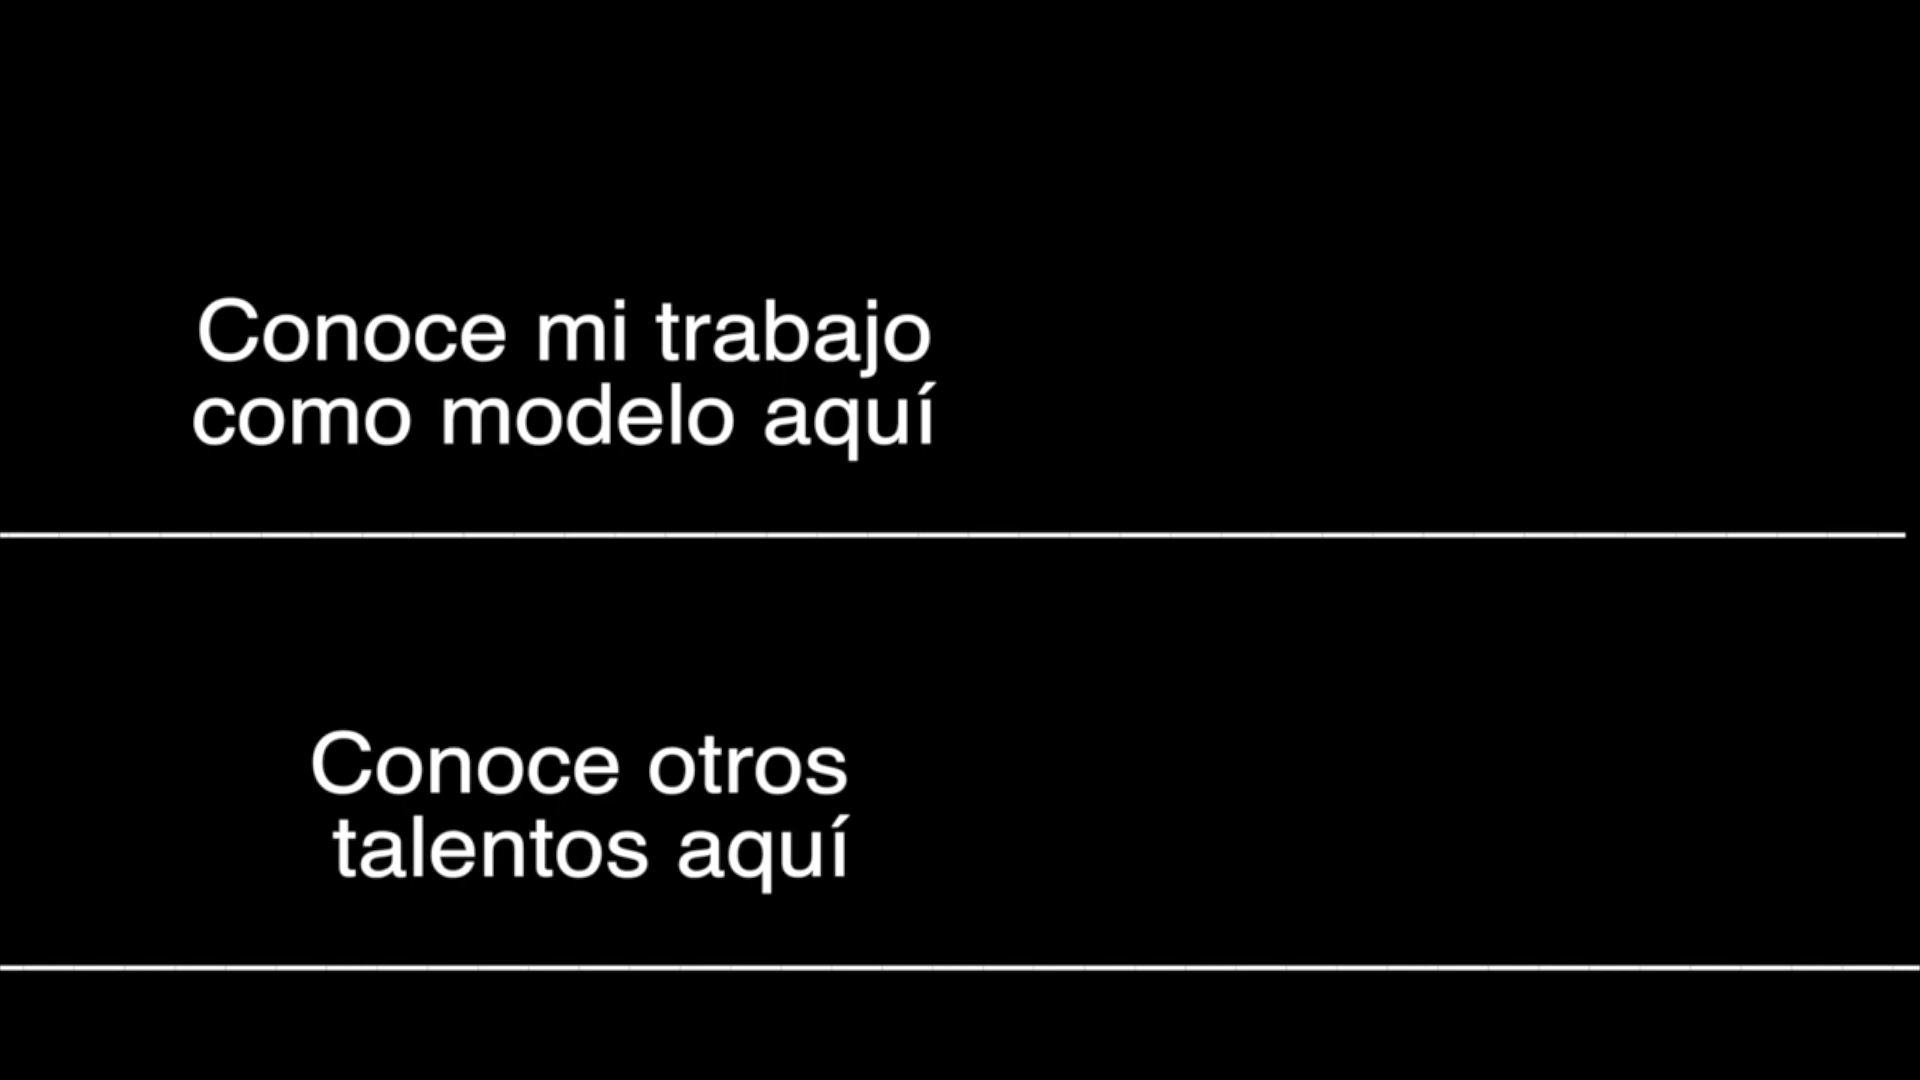 Conoce mi trabajo
como modelo aquí
Conoce otros
talentos aquí